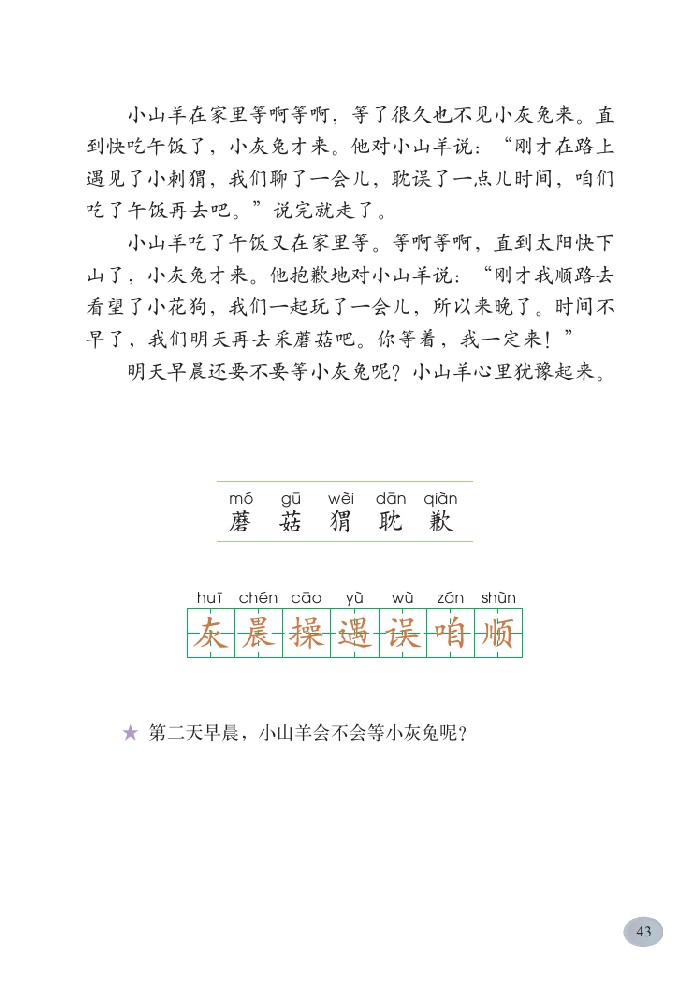 小山羊在家里等啊等啊，等了很久也不见小灰兔来。直
到快吃午饭了，小灰兔才来。他对小山羊说：“刚才在路上
遇见了小刺猬，我们聊了一会儿，耽误了一点儿时间，咱们
吃了午饭再去吧。”说完就走了。
小山羊吃了午饭又在家里等。等啊等啊，直到太阳快下
山了，小灰兔才来。他抱歉地对小山羊说：“刚才我顺路去
看望了小花狗，我们一起玩了一会儿，所以来晚了。时间不
早了，我们明天再去采蘑菇吧。你等着，我一定来！”
明天早晨还要不要等小灰兔呢？小山羊心里犹豫起来。
mó gū wèi dān qiàn
蘑 菇 猬 耽 歉
huī chén cāo yù wù zán shùn
灰 晨 操 遇 误 咱 顺
★ 第二天早晨，小山羊会不会等小灰兔呢？
43